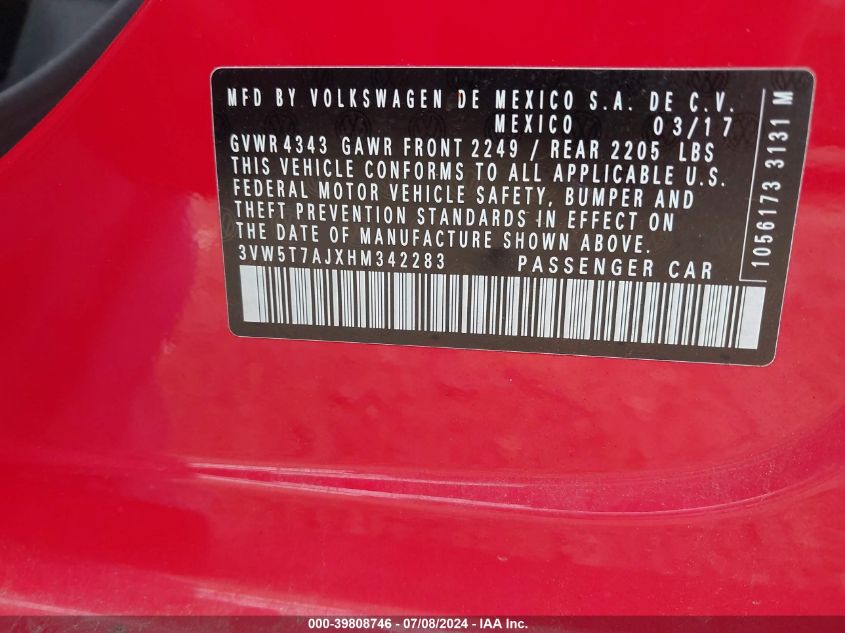 MFD BY VOLKSWAGEN DE MEXICO S.A. DE C.V.
MEXICO 03/17
GVWR 4343 GAWR FRONT 2249 / REAR 2205 LBS
THIS VEHICLE CONFORMS TO ALL APPLICABLE U.S.
FEDERAL MOTOR VEHICLE SAFETY, BUMPER AND
THEFT PREVENTION STANDARDS IN EFFECT ON
THE DATE OF MANUFACTURE SHOWN ABOVE.
3VW5T7AJXHM342283 PASSENGER CAR
1056173 3131 M
000-39808746 - 07/08/2024 - IAA Inc.